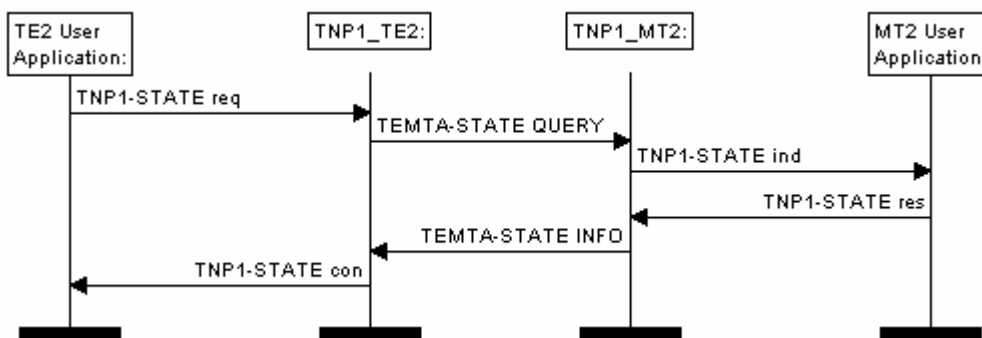 TE2 User
Application:
TNP1_TE2:
TNP1_MT2:
MT2 User
Application
TNP1-STATE req
TEMTA-STATE QUERY
TNP1-STATE ind
TNP1-STATE res
TEMTA-STATE INFO
TNP1-STATE con